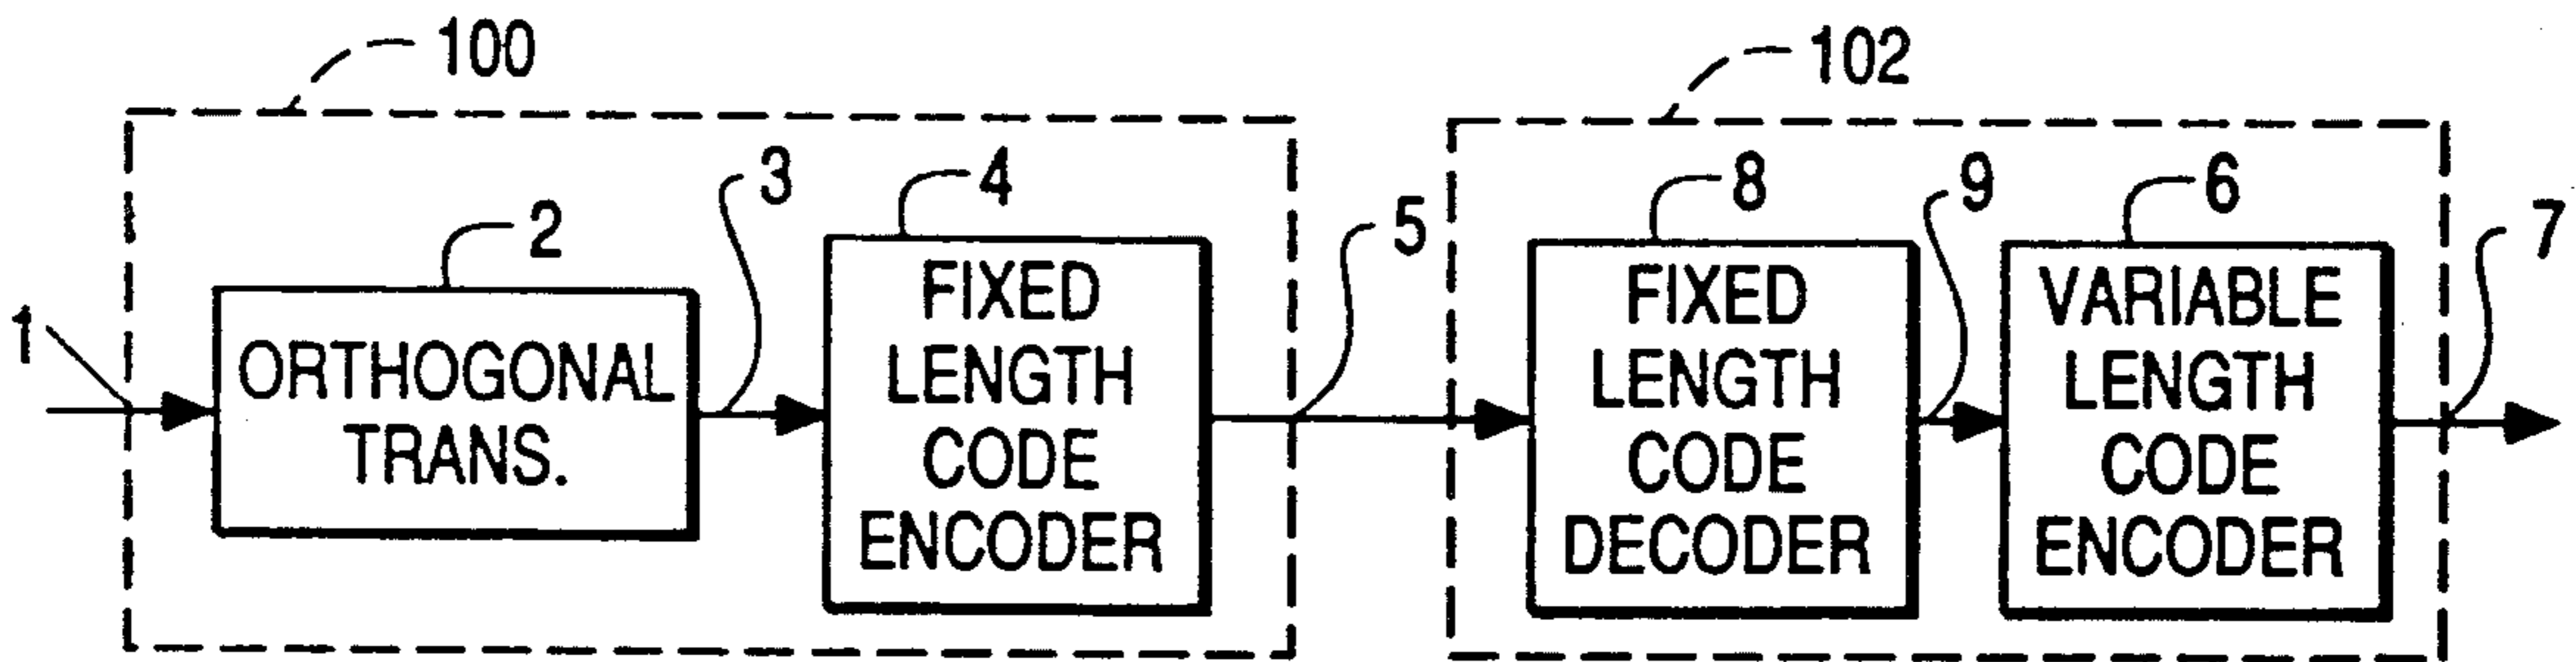 100
102
1
2
ORTHOGONAL
TRANS.
3
4
FIXED
LENGTH
CODE
ENCODER
5
8
FIXED
LENGTH
CODE
DECODER
9
6
VARIABLE
LENGTH
CODE
ENCODER
7